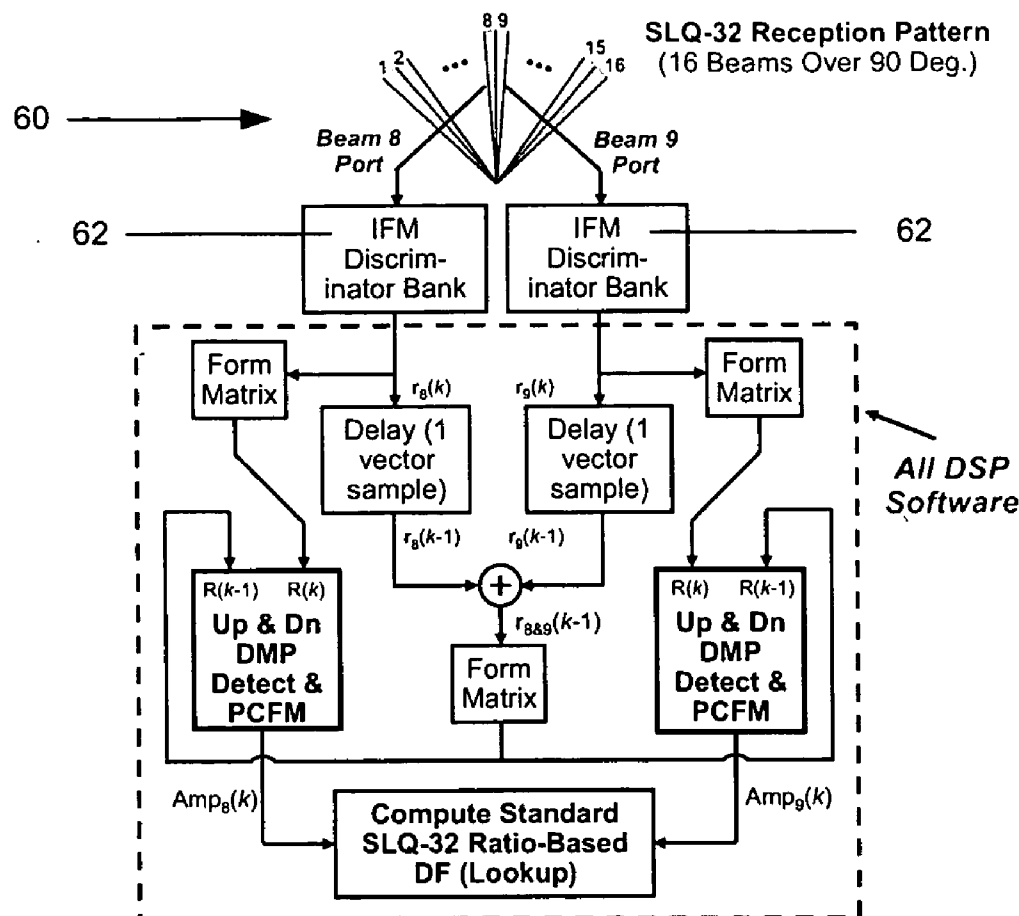 SLQ-32 Reception Pattern
(16 Beams Over 90 Deg.)
1 2 ••• 8 9 ••• 15 16
60
Beam 8
Port
Beam 9
Port
62
IFM
Discrim-
inator Bank
IFM
Discrim-
inator Bank
62
Form
Matrix
r8(k)
r9(k)
Form
Matrix
Delay (1
vector
sample)
Delay (1
vector
sample)
All DSP
Software
r8(k-1)
r9(k-1)
+
r8&9(k-1)
R(k-1) R(k)
Up & Dn
DMP
Detect &
PCFM
Form
Matrix
R(k) R(k-1)
Up & Dn
DMP
Detect &
PCFM
Amp8(k)
Amp9(k)
Compute Standard
SLQ-32 Ratio-Based
DF (Lookup)